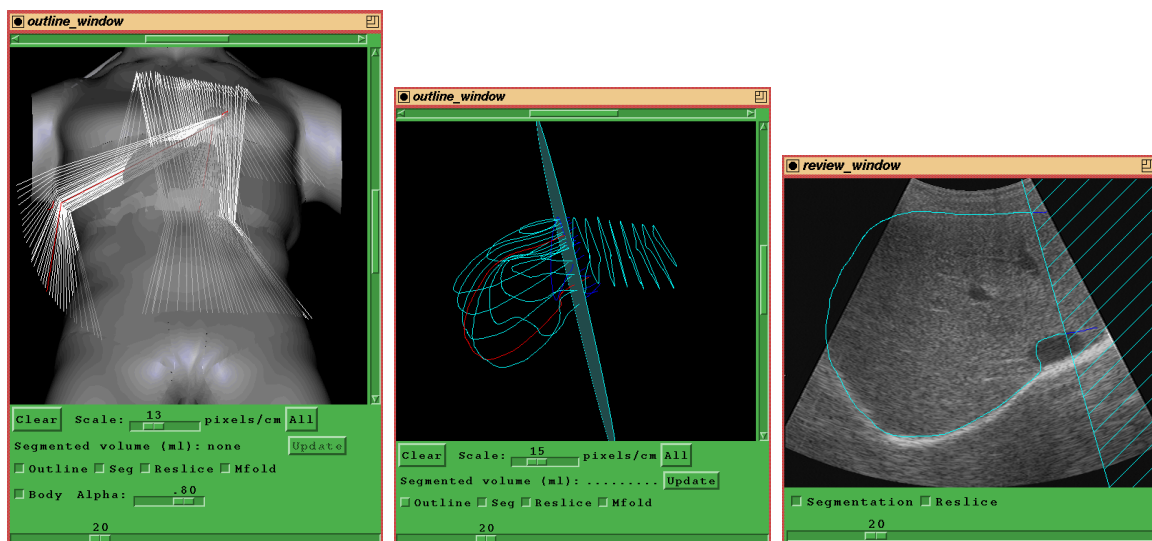 outline_window
Clear Scale: 13 pixels/cm All
Segmented volume (ml): none Update
Outline Seg Reslice Mfold
Body Alpha: .80
20
outline_window
Clear Scale: 15 pixels/cm All
Segmented volume (ml): ......... Update
Outline Seg Reslice Mfold
20
review_window
Segmentation Reslice
20